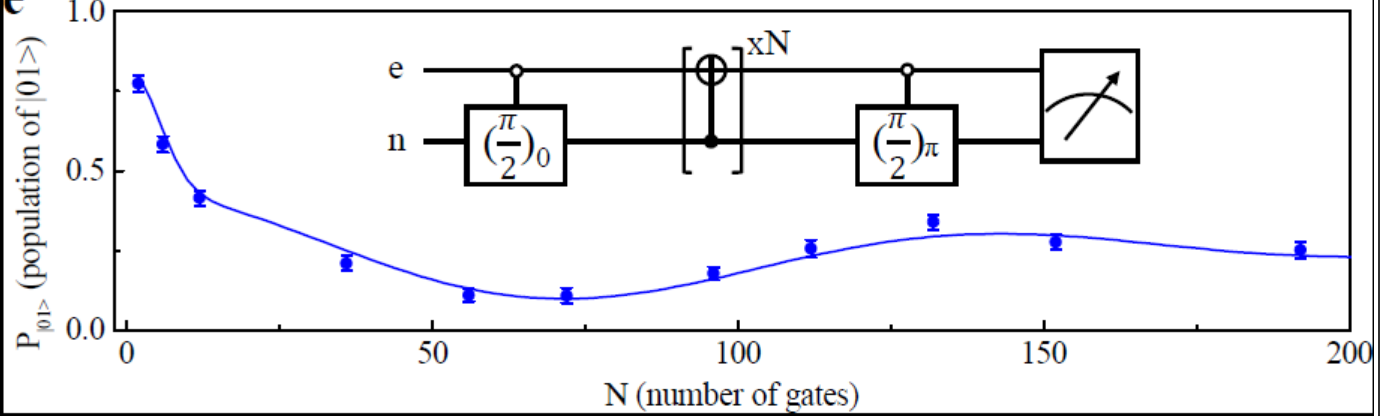 e
1.0
0.5
0.0
P|01> (population of |01>)
e
n
(π/2)0
[ ]xN
(π/2)π
0 50 100 150 200
N (number of gates)